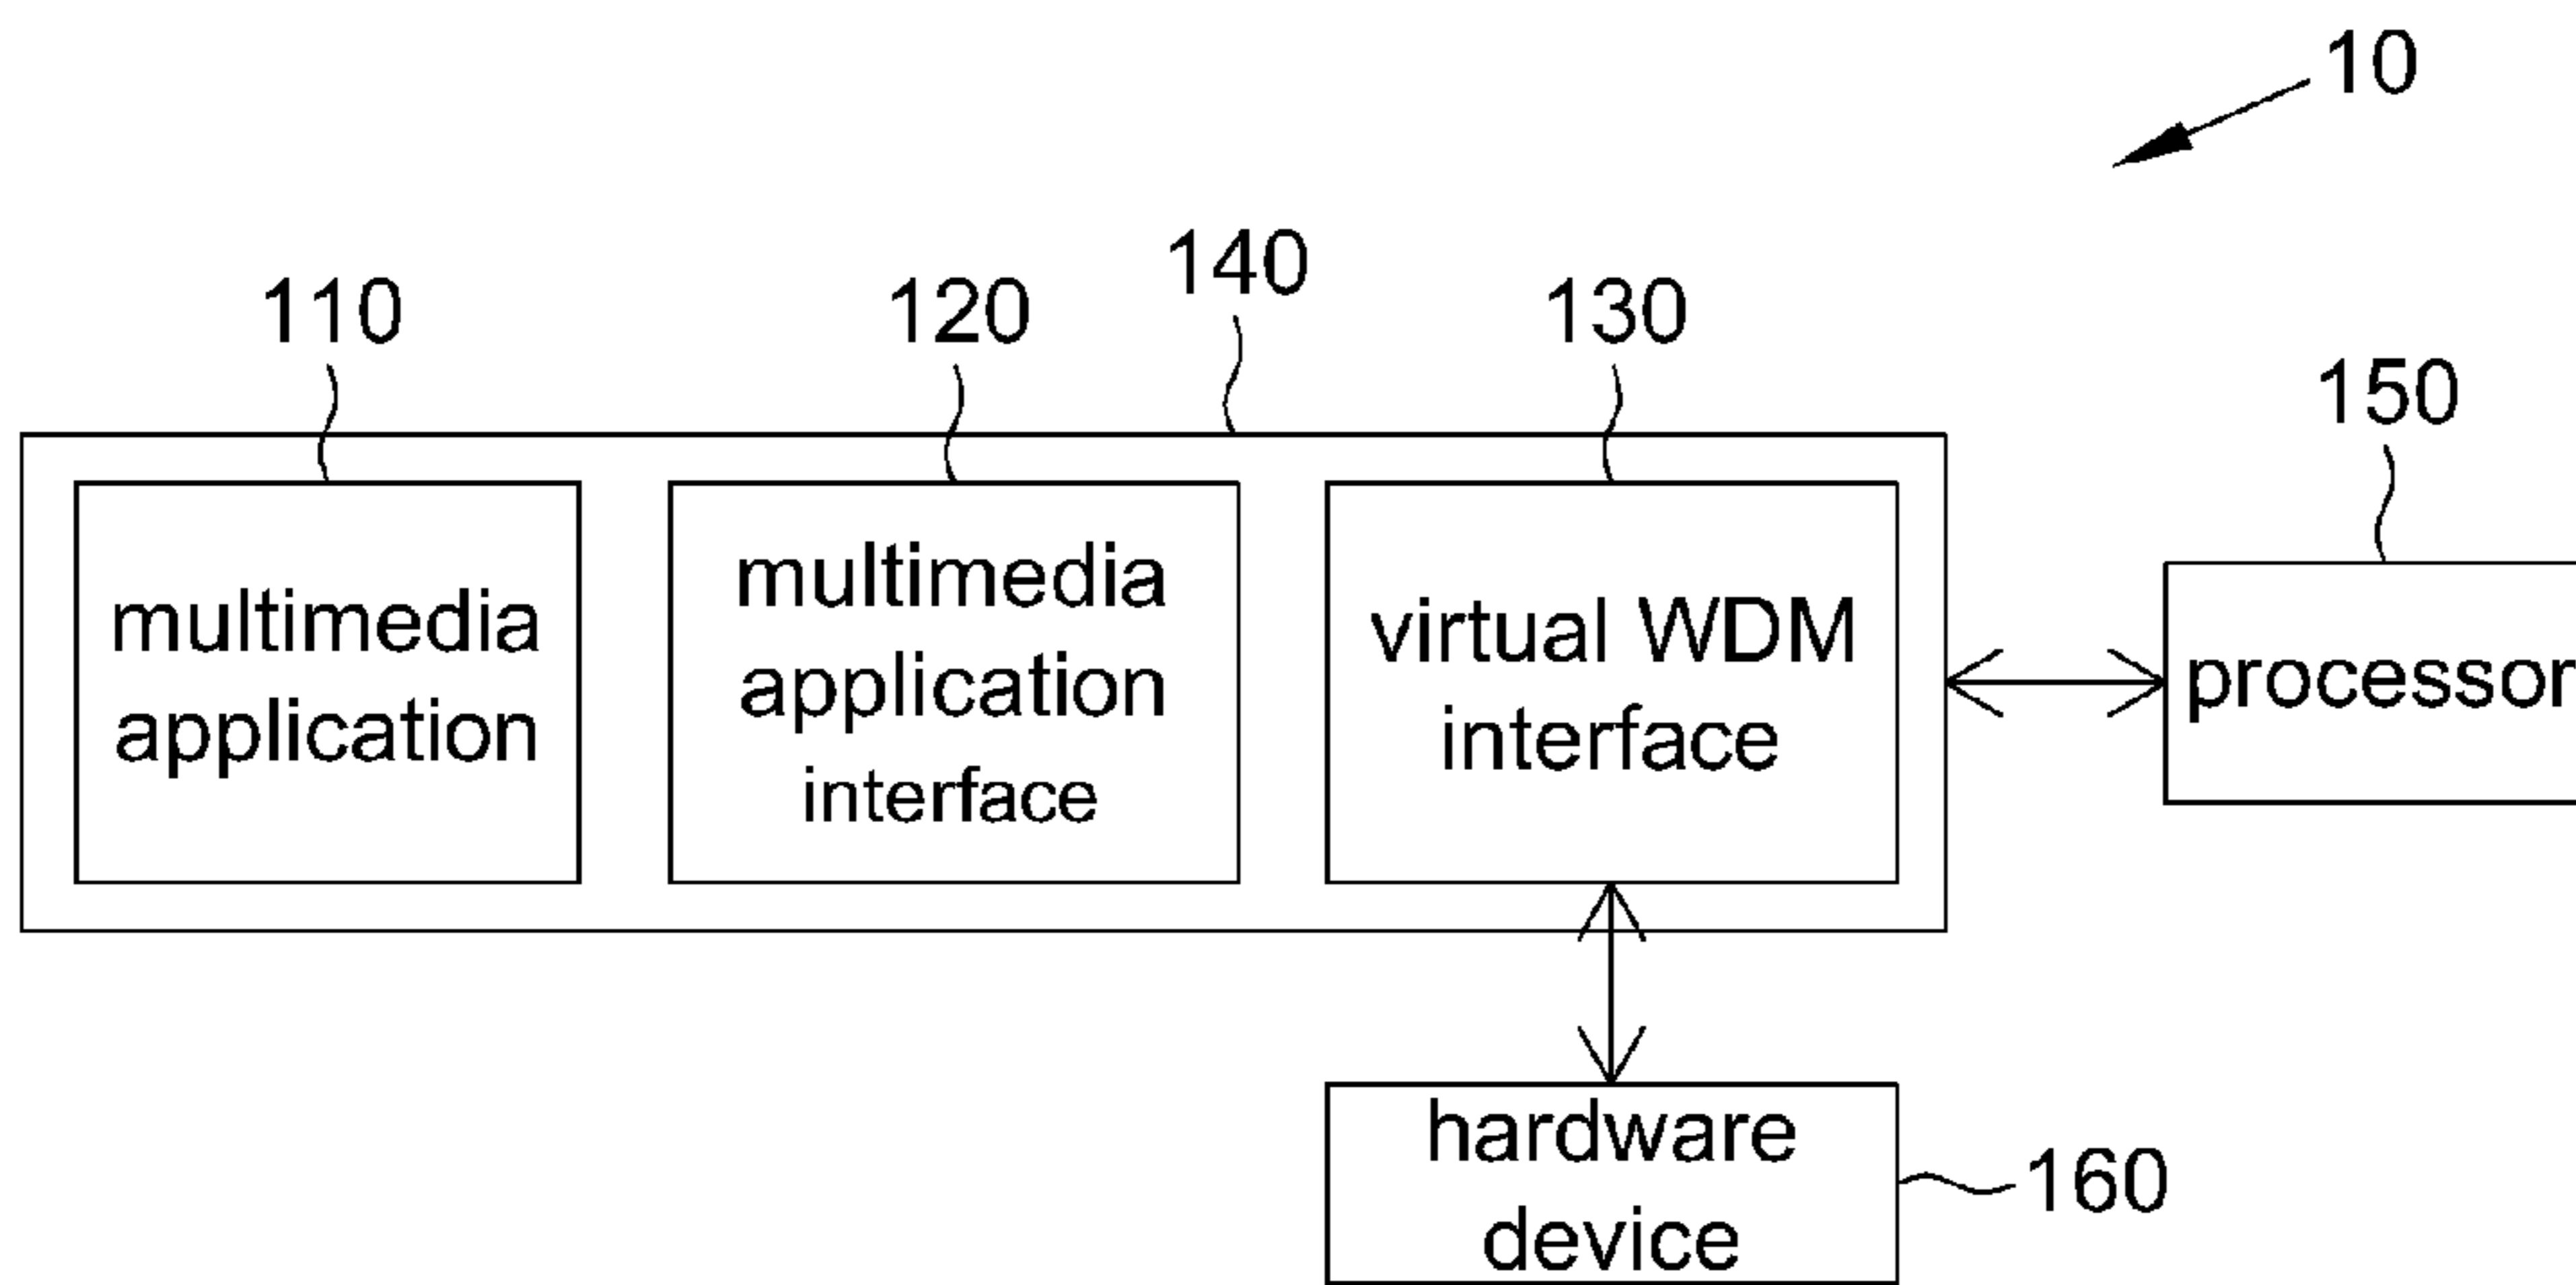 10
140
110
120
130
150
multimedia
application
multimedia
application
interface
virtual WDM
interface
processor
hardware
device
160